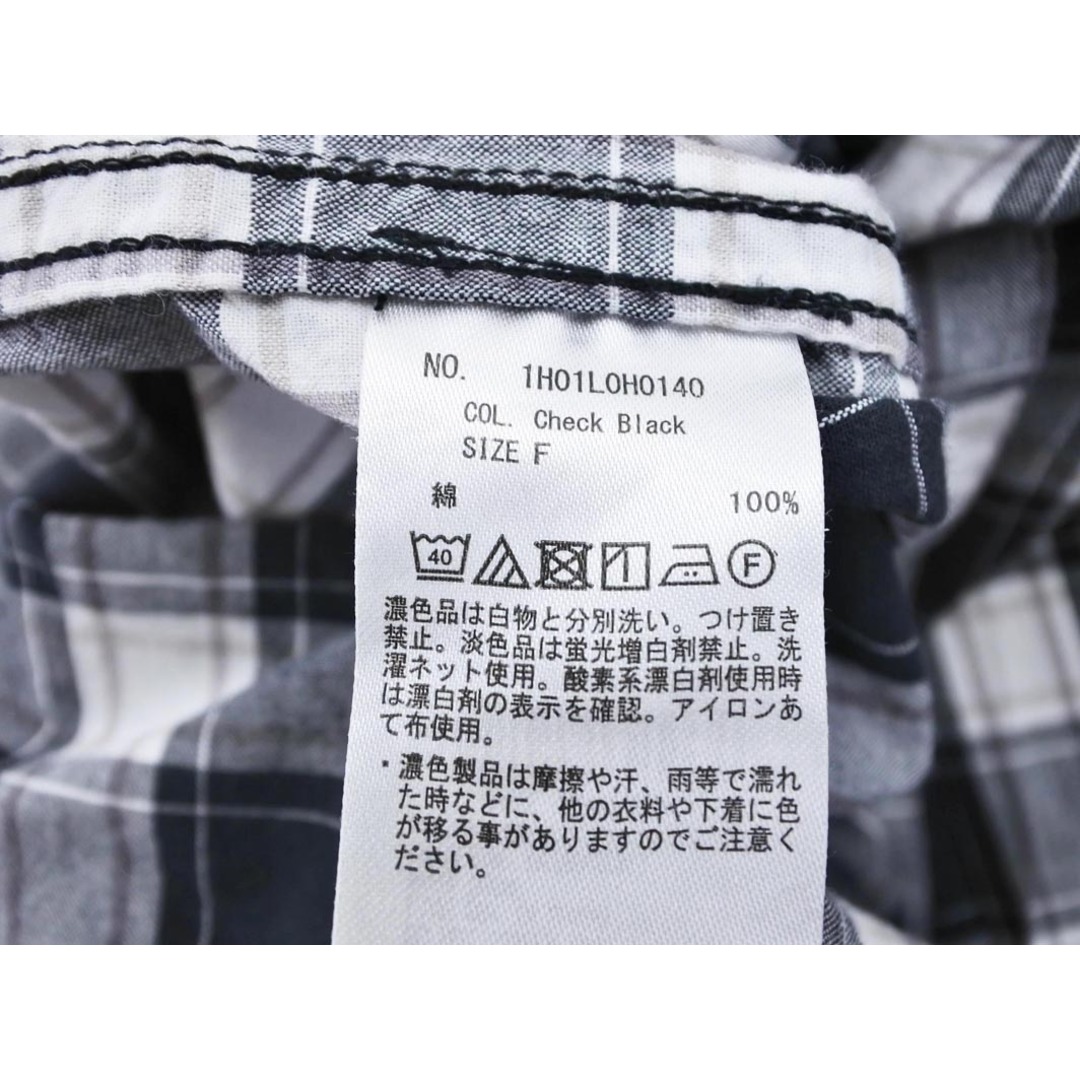 NO. 1H01L0H0140
COL. Check Black
SIZE F
綿 100%
40 F
濃色品は白物と分別洗い。つけ置き
禁止。淡色品は蛍光増白剤禁止。洗
濯ネット使用。酸素系漂白剤使用時
は漂白剤の表示を確認。アイロンあ
て布使用。
・濃色製品は摩擦や汗、雨等で濡れ
た時などに、他の衣料や下着に色
が移る事がありますのでご注意く
ださい。